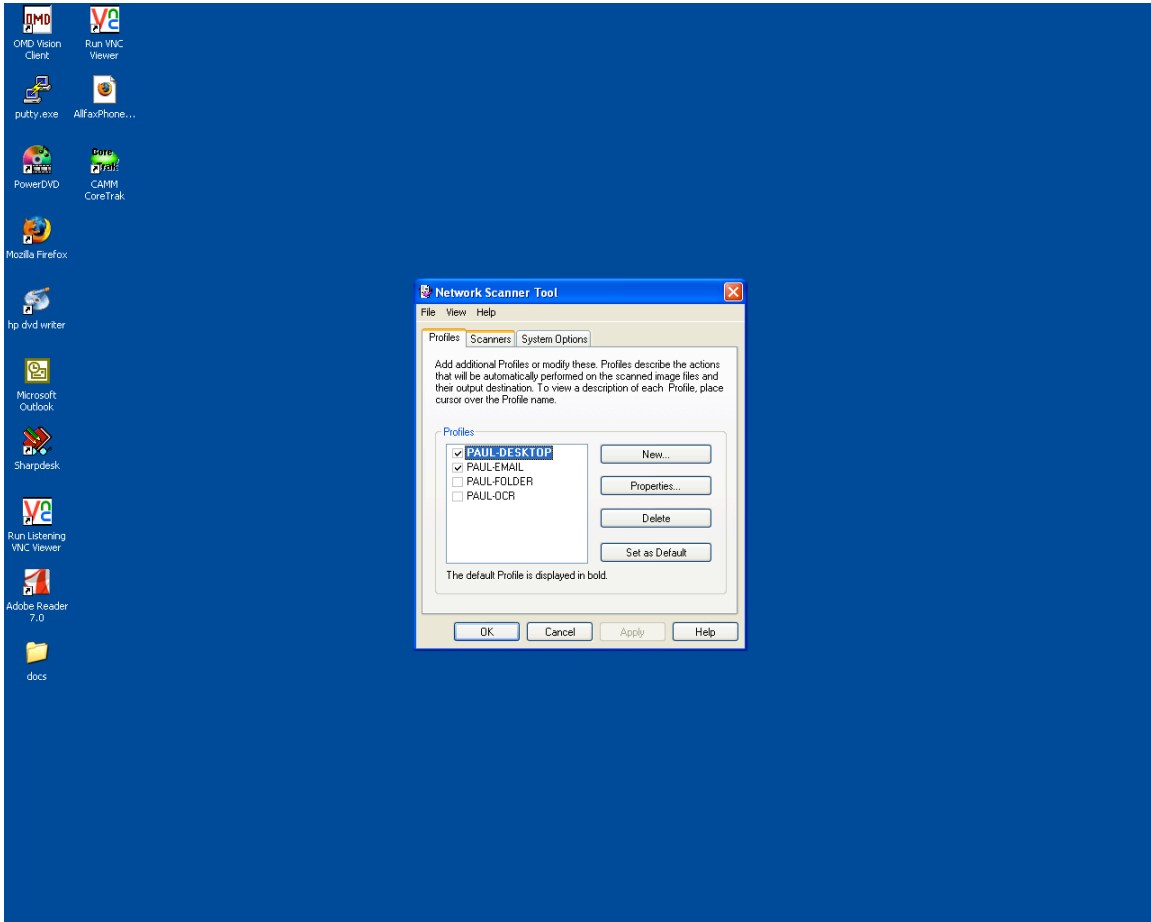 OMD
OMD Vision
Client
Run VNC
Viewer
putty.exe
AllfaxPhone...
PowerDVD
Core
Trak
CAMM
CoreTrak
Mozilla Firefox
hp dvd writer
Microsoft
Outlook
Sharpdesk
Run Listening
VNC Viewer
Adobe Reader
7.0
docs
Network Scanner Tool
File View Help
Profiles Scanners System Options
Add additional Profiles or modify these. Profiles describe the actions
that will be automatically performed on the scanned image files and
their output destination. To view a description of each Profile, place
cursor over the Profile name.
Profiles
PAUL-DESKTOP
PAUL-EMAIL
PAUL-FOLDER
PAUL-OCR
New...
Properties...
Delete
Set as Default
The default Profile is displayed in bold.
OK Cancel Apply Help